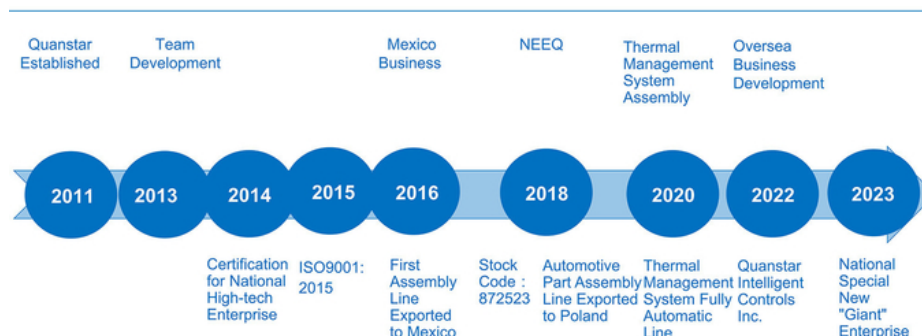 Quanstar
Established
Team
Development
Mexico
Business
NEEQ
Thermal
Management
System
Assembly
Oversea
Business
Development
2011
2013
2014
2015
2016
2018
2020
2022
2023
Certification
for National
High-tech
Enterprise
ISO9001:
2015
First
Assembly
Line
Exported
to Mexico
Stock
Code :
872523
Automotive
Part Assembly
Line Exported
to Poland
Thermal
Management
System Fully
Automatic
Line
Quanstar
Intelligent
Controls
Inc.
National
Special
New
"Giant"
Enterprise